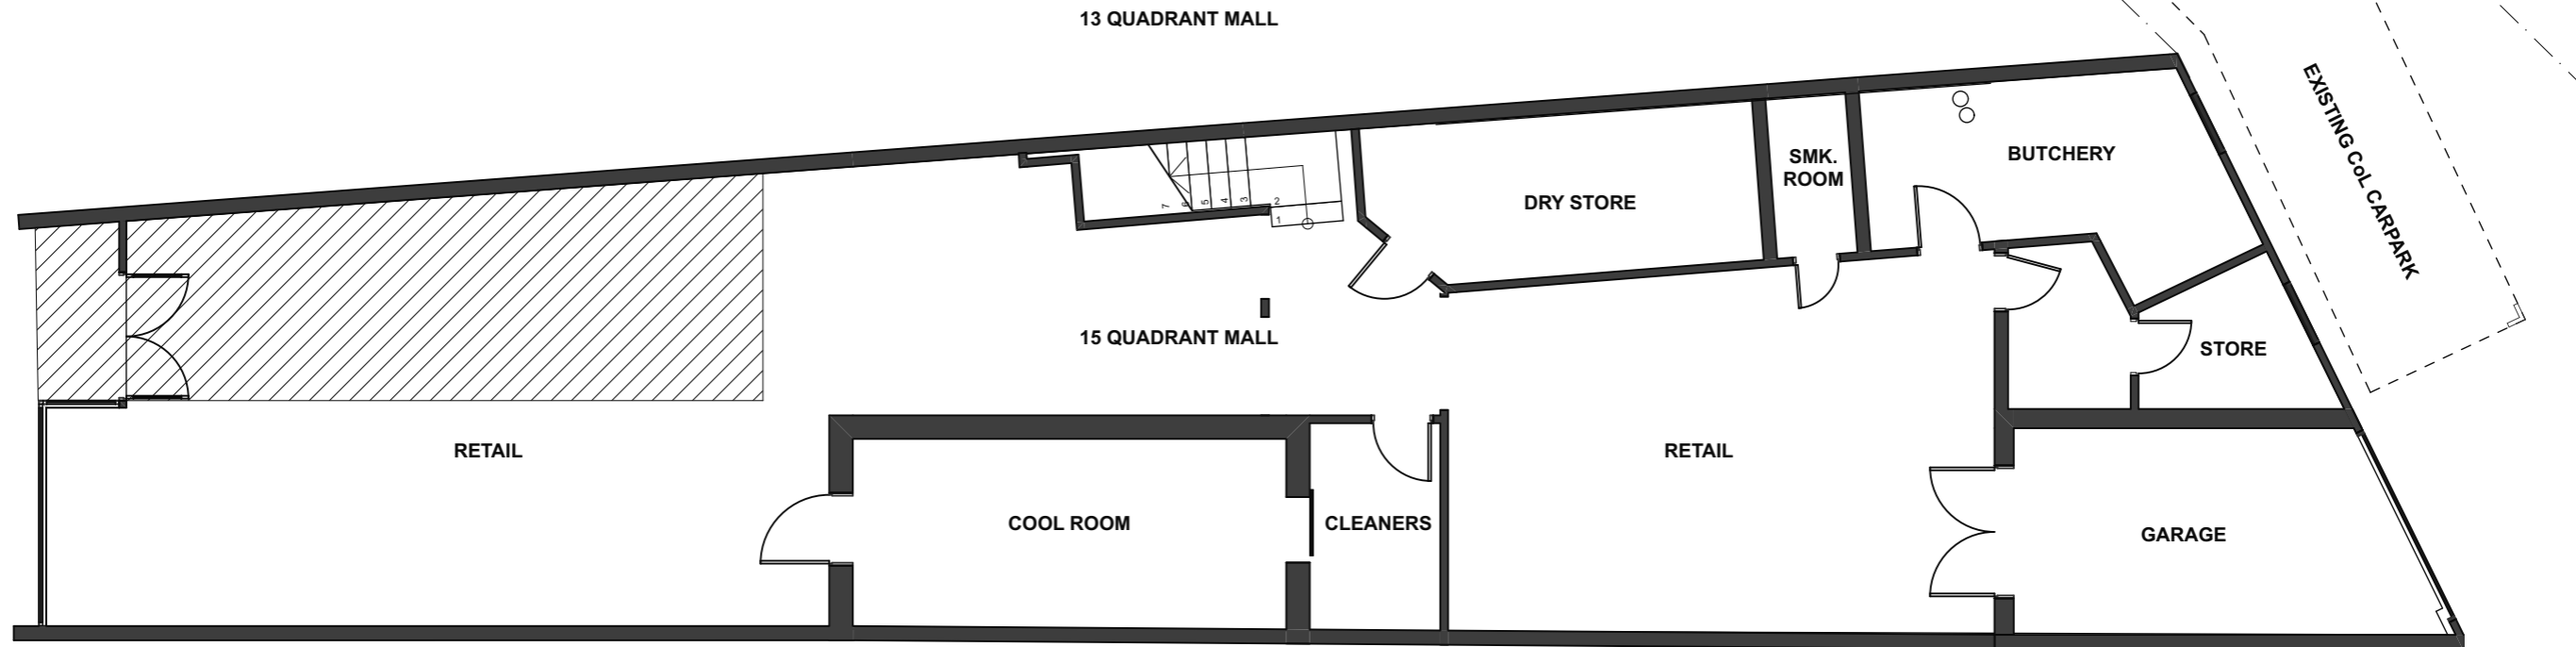 13 QUADRANT MALL
EXISTING CoL CARPARK
BUTCHERY
SMK.
ROOM
DRY STORE
7 6 5 4 3 2
1
15 QUADRANT MALL
STORE
RETAIL
RETAIL
COOL ROOM
CLEANERS
GARAGE